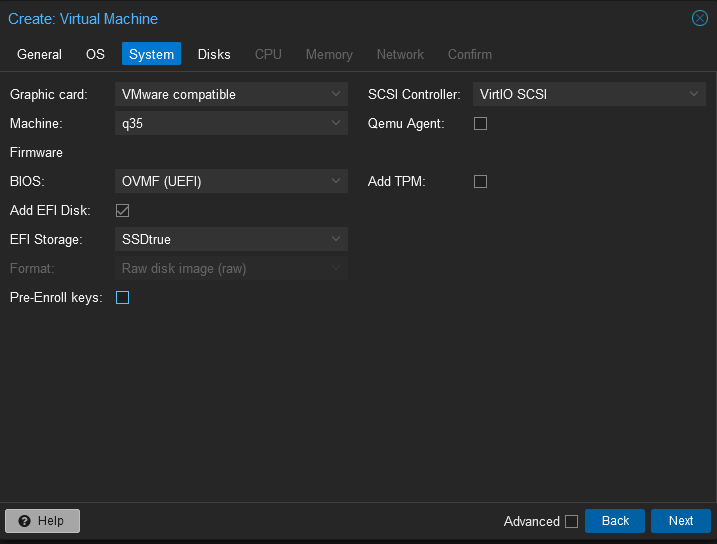 Create: Virtual Machine
General OS System Disks CPU Memory Network Confirm
Graphic card: VMware compatible SCSI Controller: VirtIO SCSI
Machine: q35 Qemu Agent:
Firmware
BIOS: OVMF (UEFI) Add TPM:
Add EFI Disk:
EFI Storage: SSDtrue
Format: Raw disk image (raw)
Pre-Enroll keys:
? Help Advanced Back Next